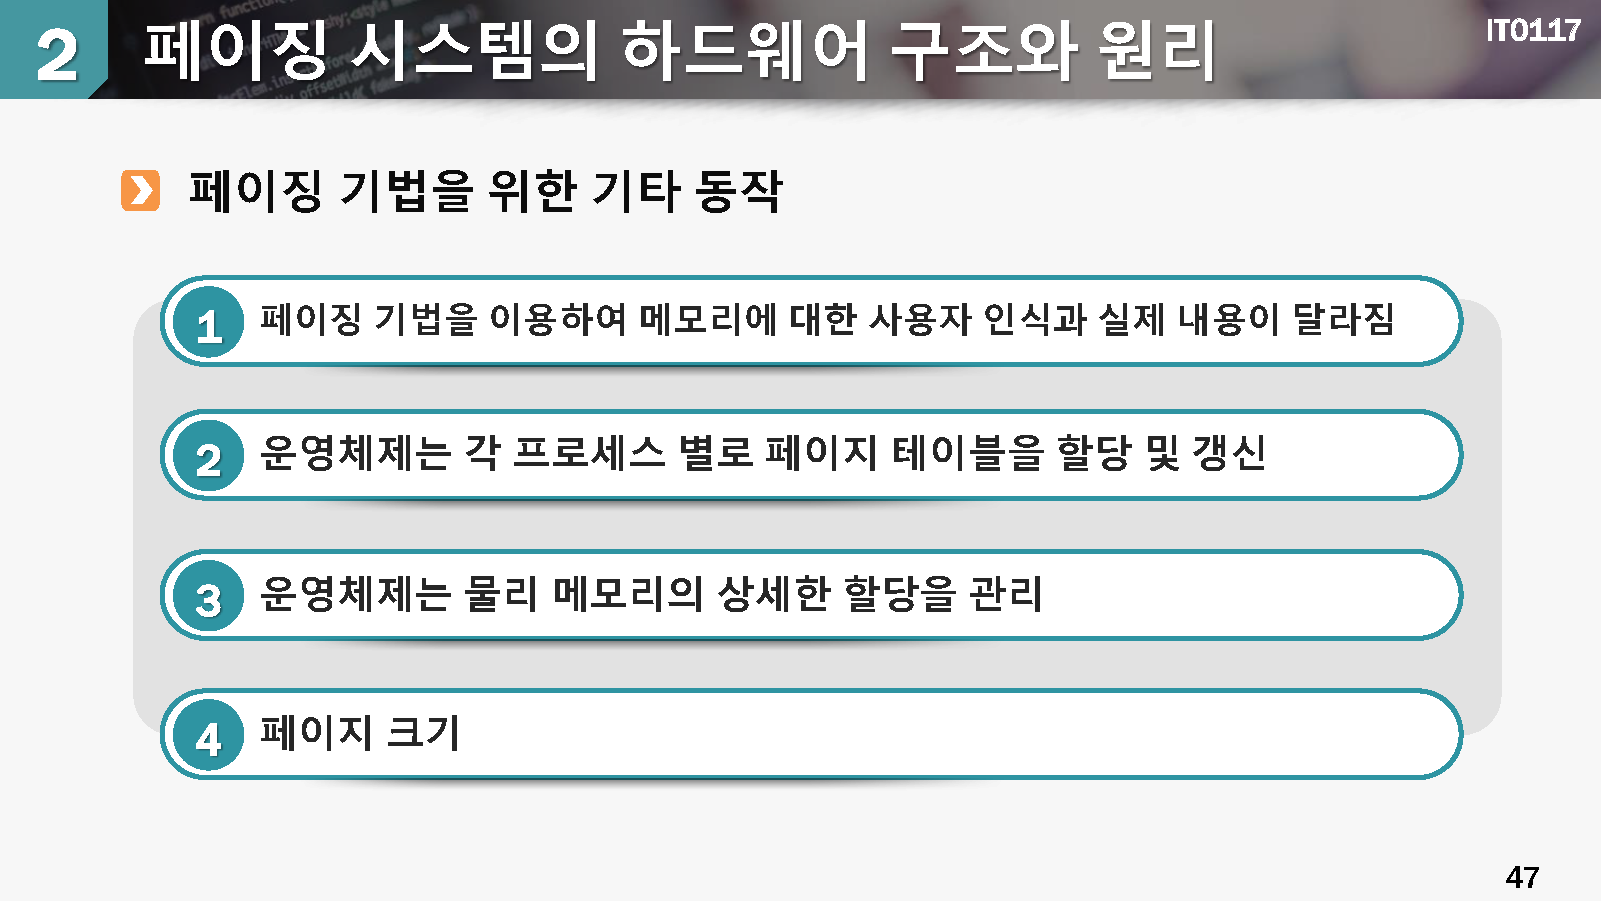 2 페이징 시스템의 하드웨어 구조와 원리
IT0117
페이징 기법을 위한 기타 동작
1 페이징 기법을 이용하여 메모리에 대한 사용자 인식과 실제 내용이 달라짐
2 운영체제는 각 프로세스 별로 페이지 테이블을 할당 및 갱신
3 운영체제는 물리 메모리의 상세한 할당을 관리
4 페이지 크기
47